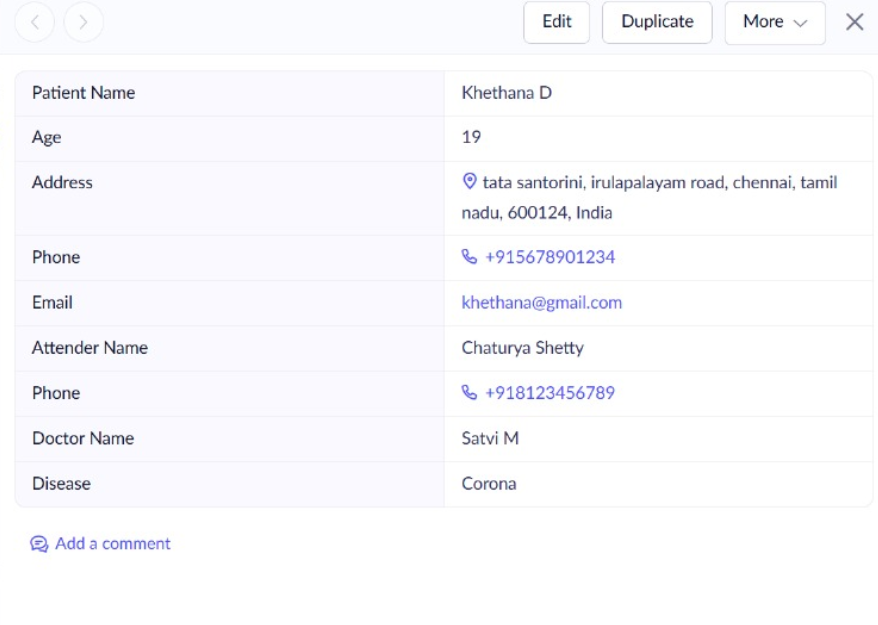 Edit Duplicate More
Patient Name Khethana D
Age 19
Address tata santorini, irulapalayam road, chennai, tamil
nadu, 600124, India
Phone +915678901234
Email khethana@gmail.com
Attender Name Chaturya Shetty
Phone +918123456789
Doctor Name Satvi M
Disease Corona
Add a comment